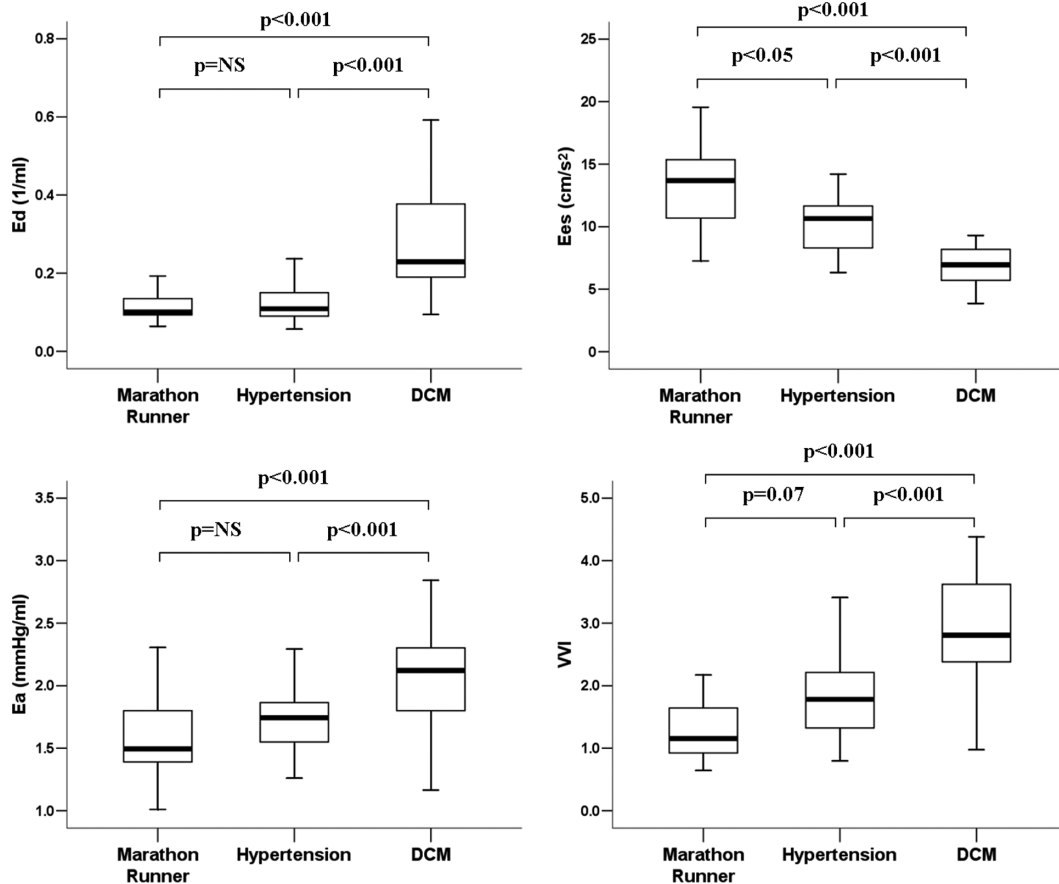 p<0.001
p=NS
p<0.001
0.8
0.6
0.4
0.2
0.0
Ed (1/ml)
Marathon
Runner
Hypertension
DCM
p<0.001
p<0.05
p<0.001
25
20
15
10
5
0
Ees (cm/s²)
Marathon
Runner
Hypertension
DCM
p<0.001
p=NS
p<0.001
3.5
3.0
2.5
2.0
1.5
1.0
Ea (mmHg/ml)
Marathon
Runner
Hypertension
DCM
p<0.001
p=0.07
p<0.001
5.0
4.0
3.0
2.0
1.0
0.0
VVI
Marathon
Runner
Hypertension
DCM